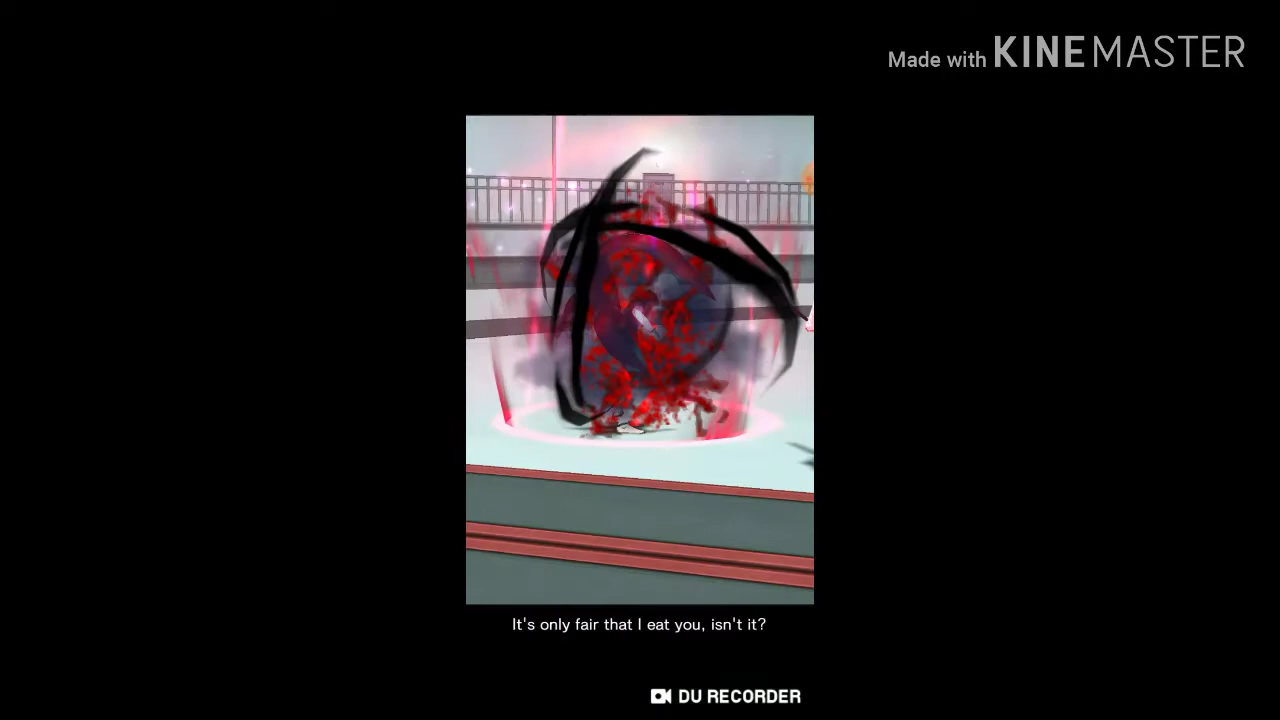 Made with KINEMASTER
It's only fair that I eat you, isn't it?
DU RECORDER